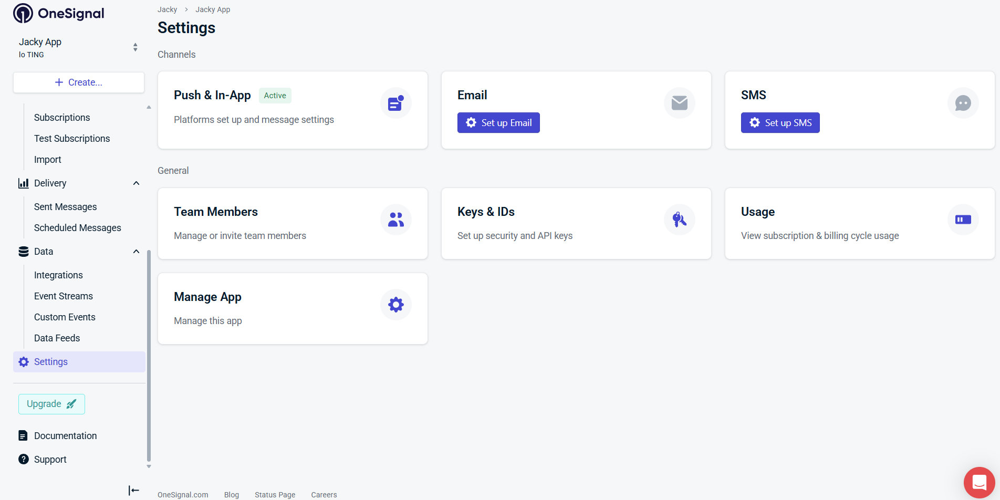 OneSignal
Jacky App
Io TING
Create...
Subscriptions
Test Subscriptions
Import
Delivery
Sent Messages
Scheduled Messages
Data
Integrations
Event Streams
Custom Events
Data Feeds
Settings
Upgrade
Documentation
Support
Jacky > Jacky App
Settings
Channels
Push & In-App Active
Platforms set up and message settings
Email
Set up Email
SMS
Set up SMS
General
Team Members
Manage or invite team members
Keys & IDs
Set up security and API keys
Usage
View subscription & billing cycle usage
Manage App
Manage this app
OneSignal.com Blog Status Page Careers